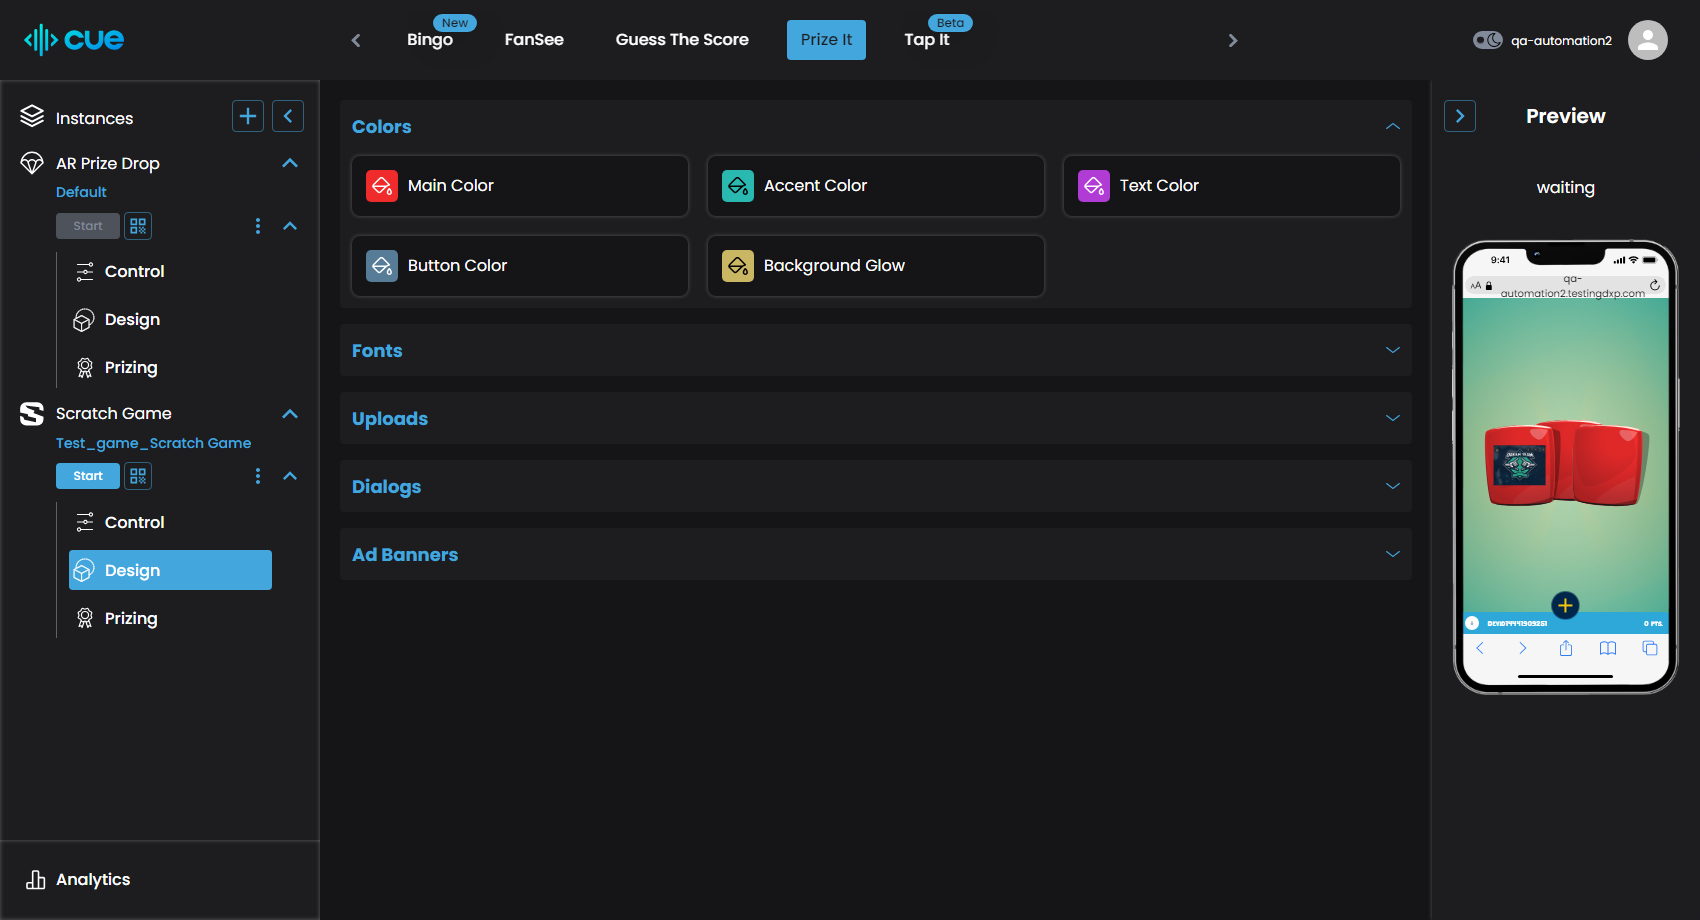 cue
New
Bingo
FanSee
Guess The Score
Prize It
Beta
Tap It
qa-automation2
Instances
AR Prize Drop
Default
Start
Control
Design
Prizing
Scratch Game
Test_game_Scratch Game
Start
Control
Design
Prizing
Analytics
Colors
Main Color
Accent Color
Text Color
Button Color
Background Glow
Fonts
Uploads
Dialogs
Ad Banners
Preview
waiting
9:41
AA
qa-
automation2.testingdxp.com
0 PTS.